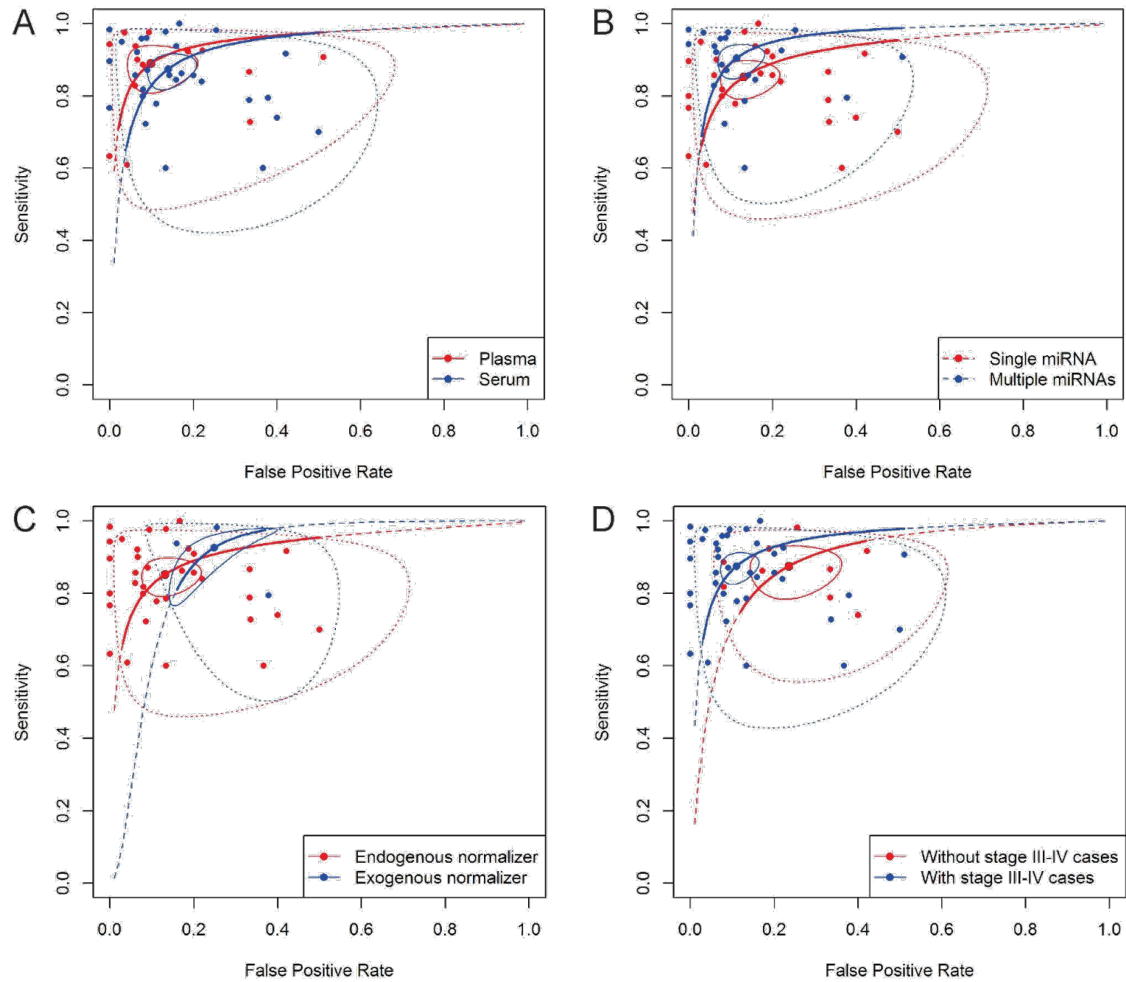 A
Sensitivity
1.0
0.8
0.6
0.4
0.2
0.0
Plasma
Serum
0.0 0.2 0.4 0.6 0.8 1.0
False Positive Rate
B
Sensitivity
1.0
0.8
0.6
0.4
0.2
0.0
Single miRNA
Multiple miRNAs
0.0 0.2 0.4 0.6 0.8 1.0
False Positive Rate
C
Sensitivity
1.0
0.8
0.6
0.4
0.2
0.0
Endogenous normalizer
Exogenous normalizer
0.0 0.2 0.4 0.6 0.8 1.0
False Positive Rate
D
Sensitivity
1.0
0.8
0.6
0.4
0.2
0.0
Without stage III-IV cases
With stage III-IV cases
0.0 0.2 0.4 0.6 0.8 1.0
False Positive Rate